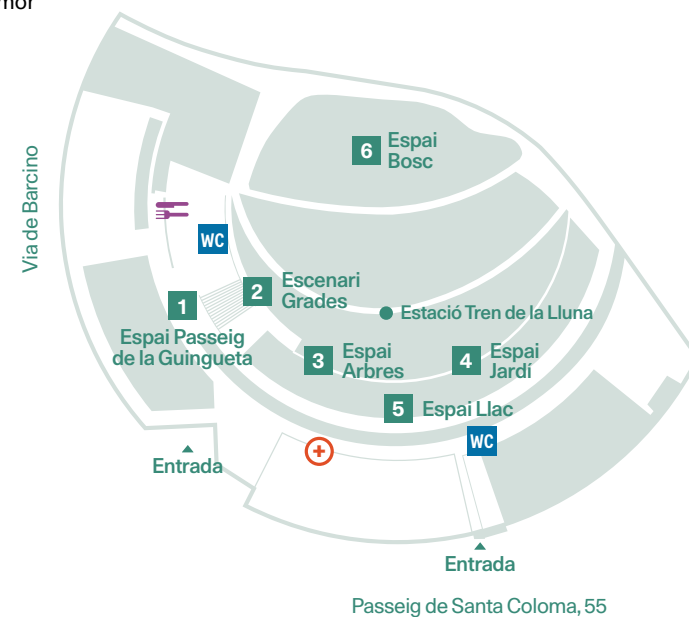 mor
6 Espai
Bosc
Via de Barcino
WC
2 Escenari
Grades
1
Espai Passeig
de la Guingueta
Estació Tren de la Lluna
3 Espai
Arbres
4 Espai
Jardí
5 Espai Llac
WC
Entrada
Entrada
Passeig de Santa Coloma, 55